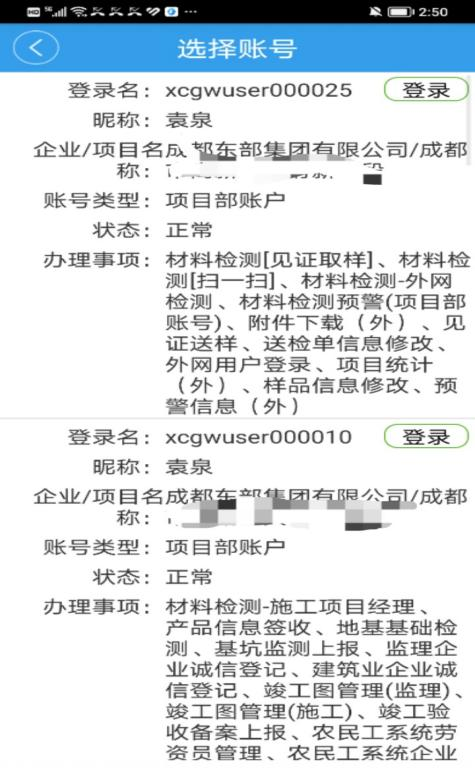 HD 5G 2:50
选择账号
登录名： xcgwuser000025 登录
昵称： 袁泉
企业/项目名成都东部集团有限公司/成都
称： 段
账号类型： 项目部账户
状态： 正常
办理事项： 材料检测[见证取样]、材料检
测[扫一扫]、材料检测-外网
检测、材料检测预警(项目部
账号)、附件下载（外）、见
证送样、送检单信息修改、
外网用户登录、项目统计
（外）、样品信息修改、预
警信息（外）
登录名： xcgwuser000010 登录
昵称： 袁泉
企业/项目名成都东部集团有限公司/成都
称：
账号类型： 项目部账户
状态： 正常
办理事项： 材料检测-施工项目经理、
产品信息签收、地基基础检
测、基坑监测上报、监理企
业诚信登记、建筑业企业诚
信登记、竣工图管理(监理)、
竣工图管理(施工)、竣工验
收备案上报、农民工系统劳
资员管理、农民工系统企业